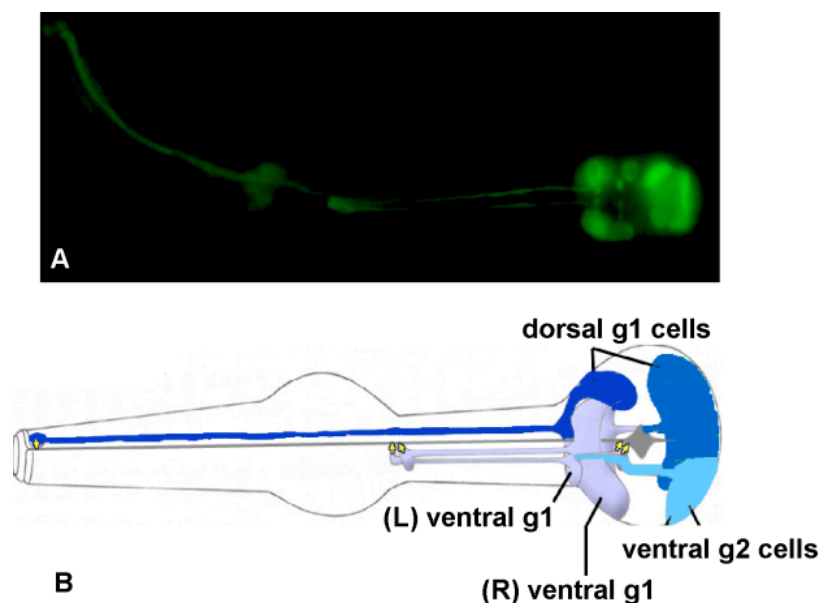 A
dorsal g1 cells
(L) ventral g1
ventral g2 cells
(R) ventral g1
B